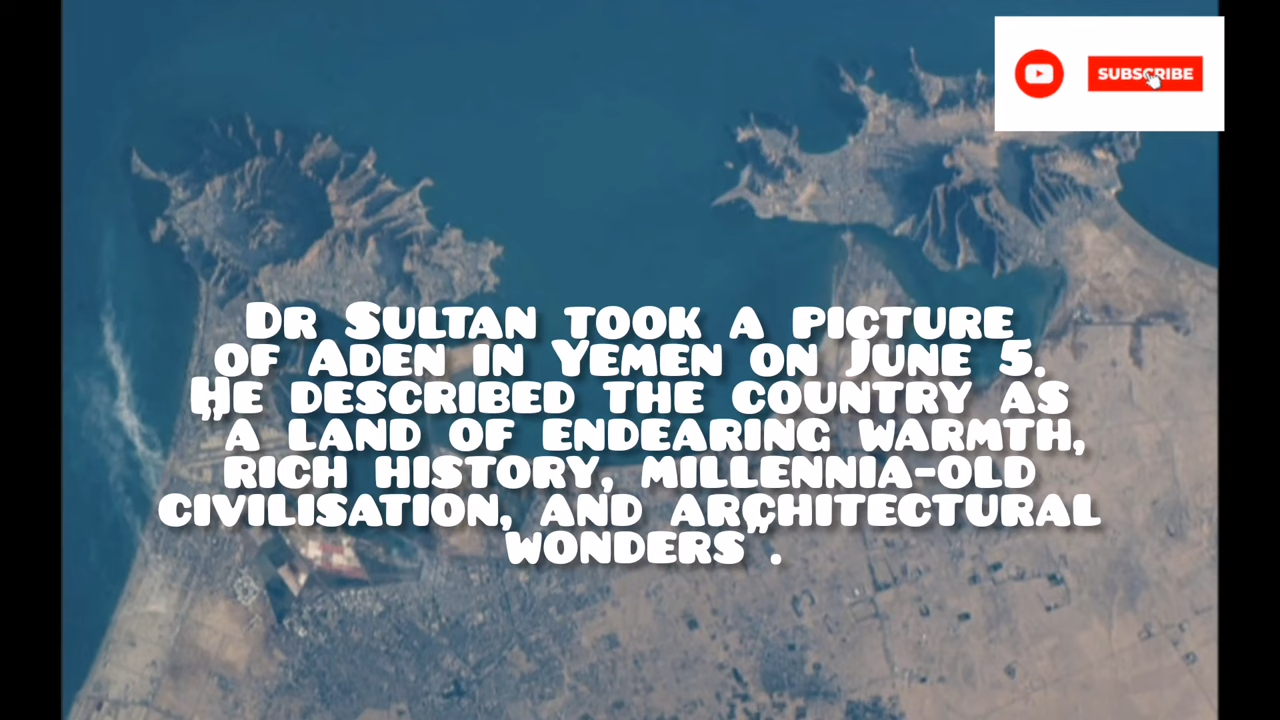 SUBSCRIBE
Dr Sultan took a picture
of Aden in Yemen on June 5.
He described the country as
"a land of endearing warmth,
rich history, millennia-old
civilisation, and architectural
wonders".